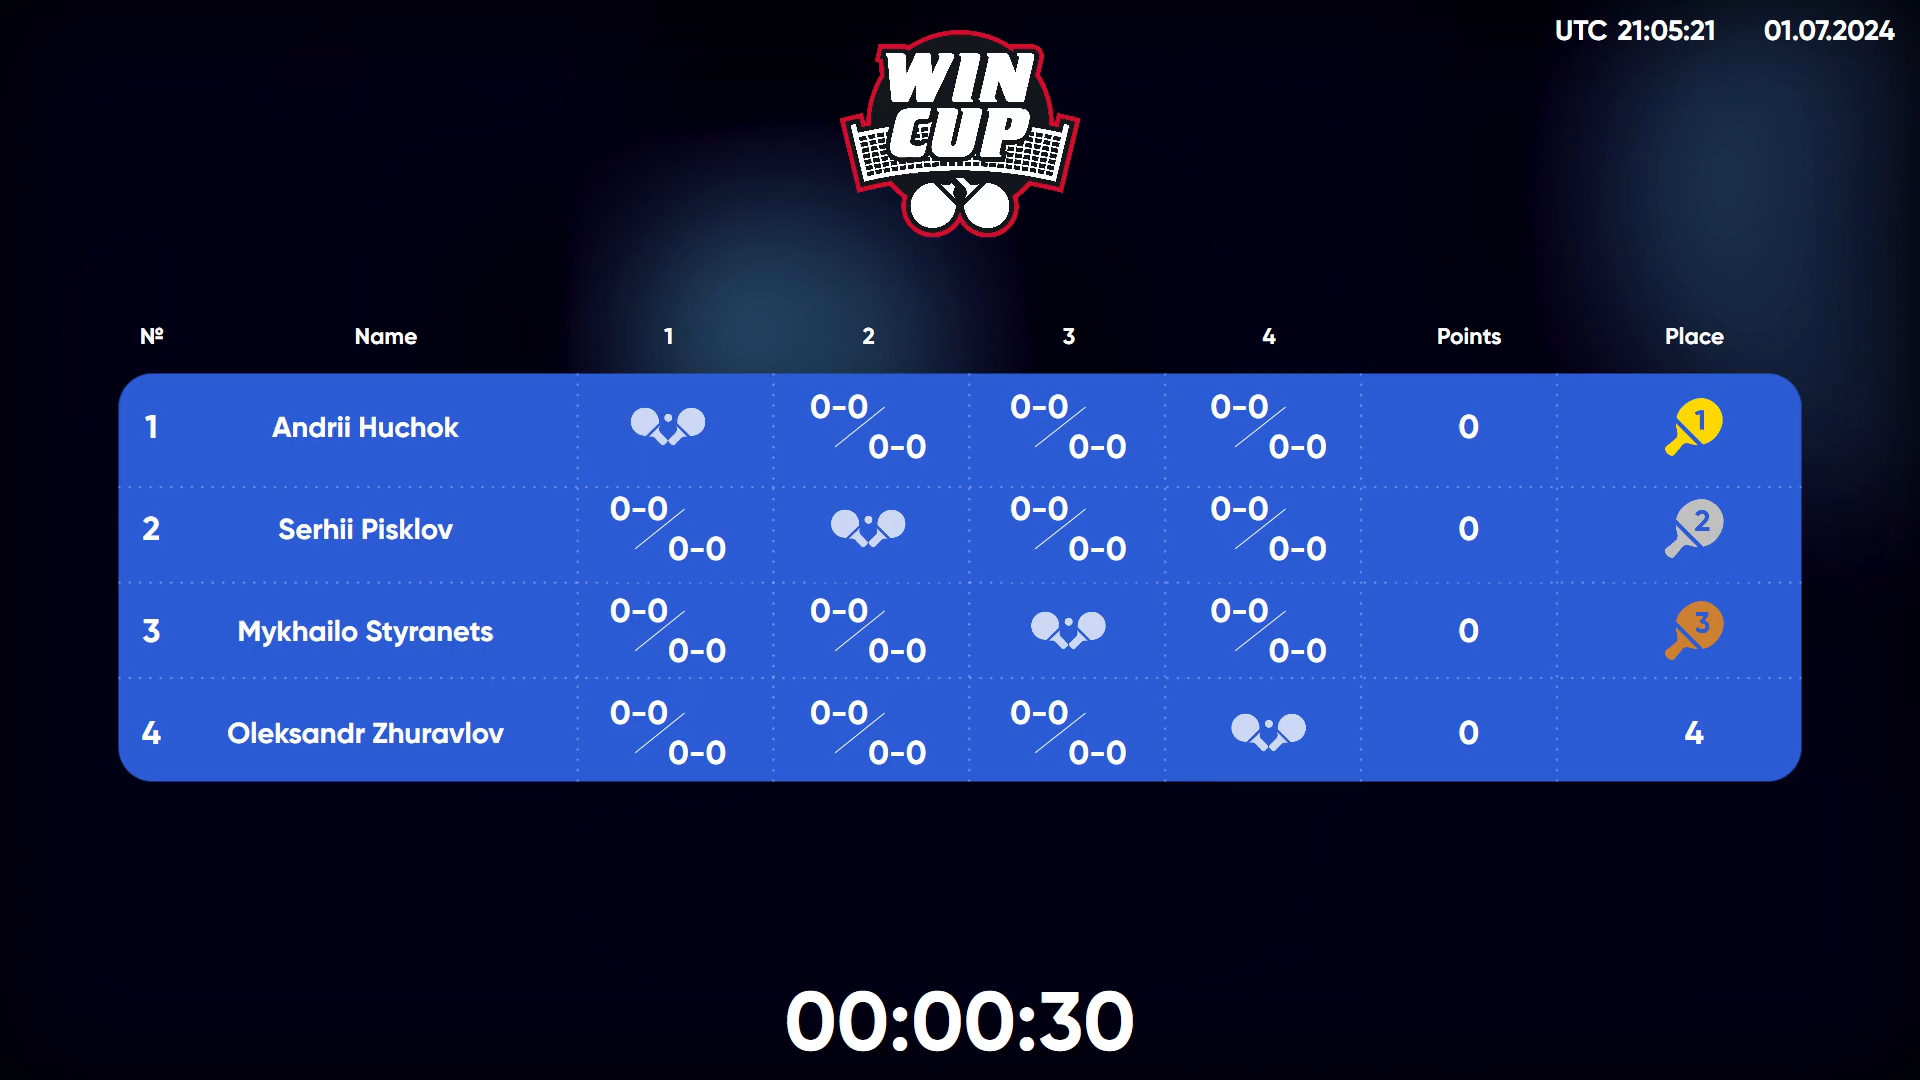 UTC 21:05:21 01.07.2024
WIN
CUP
№ Name 1 2 3 4 Points Place
1 Andrii Huchok 0-0/0-0 0-0/0-0 0-0/0-0 0 1
2 Serhii Pisklov 0-0/0-0 0-0/0-0 0-0/0-0 0 2
3 Mykhailo Styranets 0-0/0-0 0-0/0-0 0-0/0-0 0 3
4 Oleksandr Zhuravlov 0-0/0-0 0-0/0-0 0-0/0-0 0 4
00:00:30